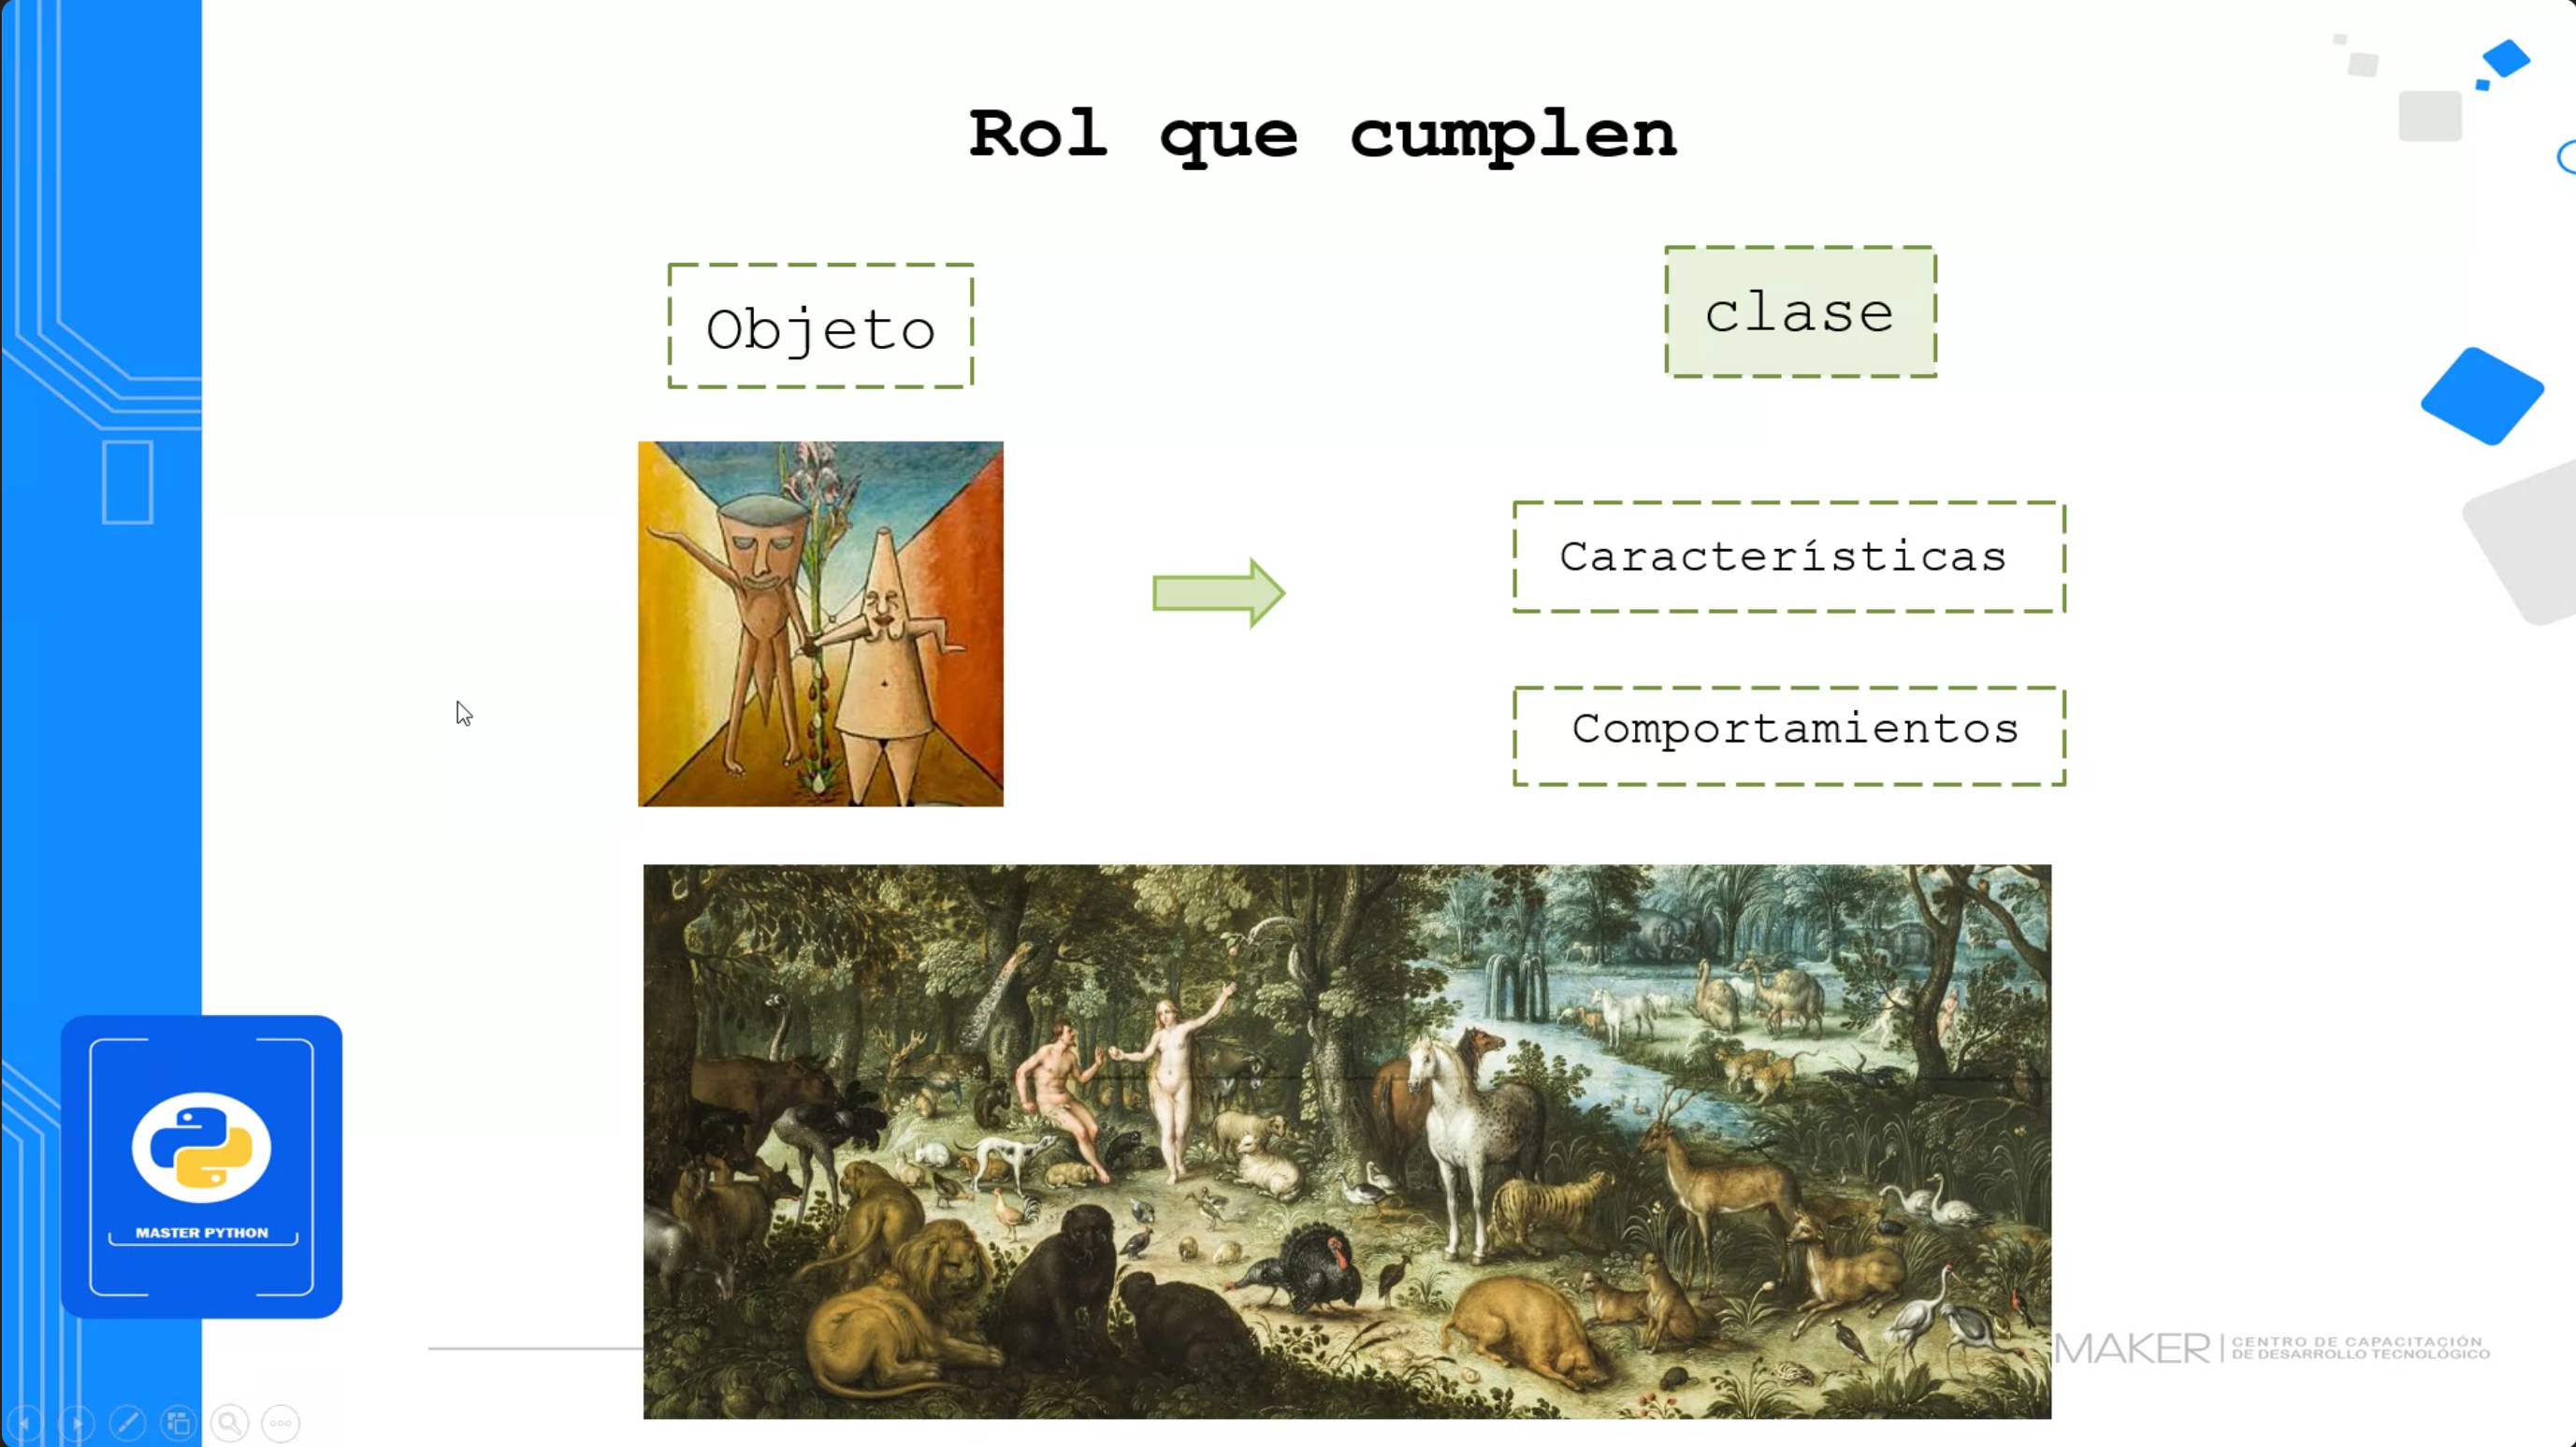 Rol que cumplen
Objeto
clase
Características
Comportamientos
MASTER PYTHON
MAKER
CENTRO DE CAPACITACIÓN
DE DESARROLLO TECNOLÓGICO